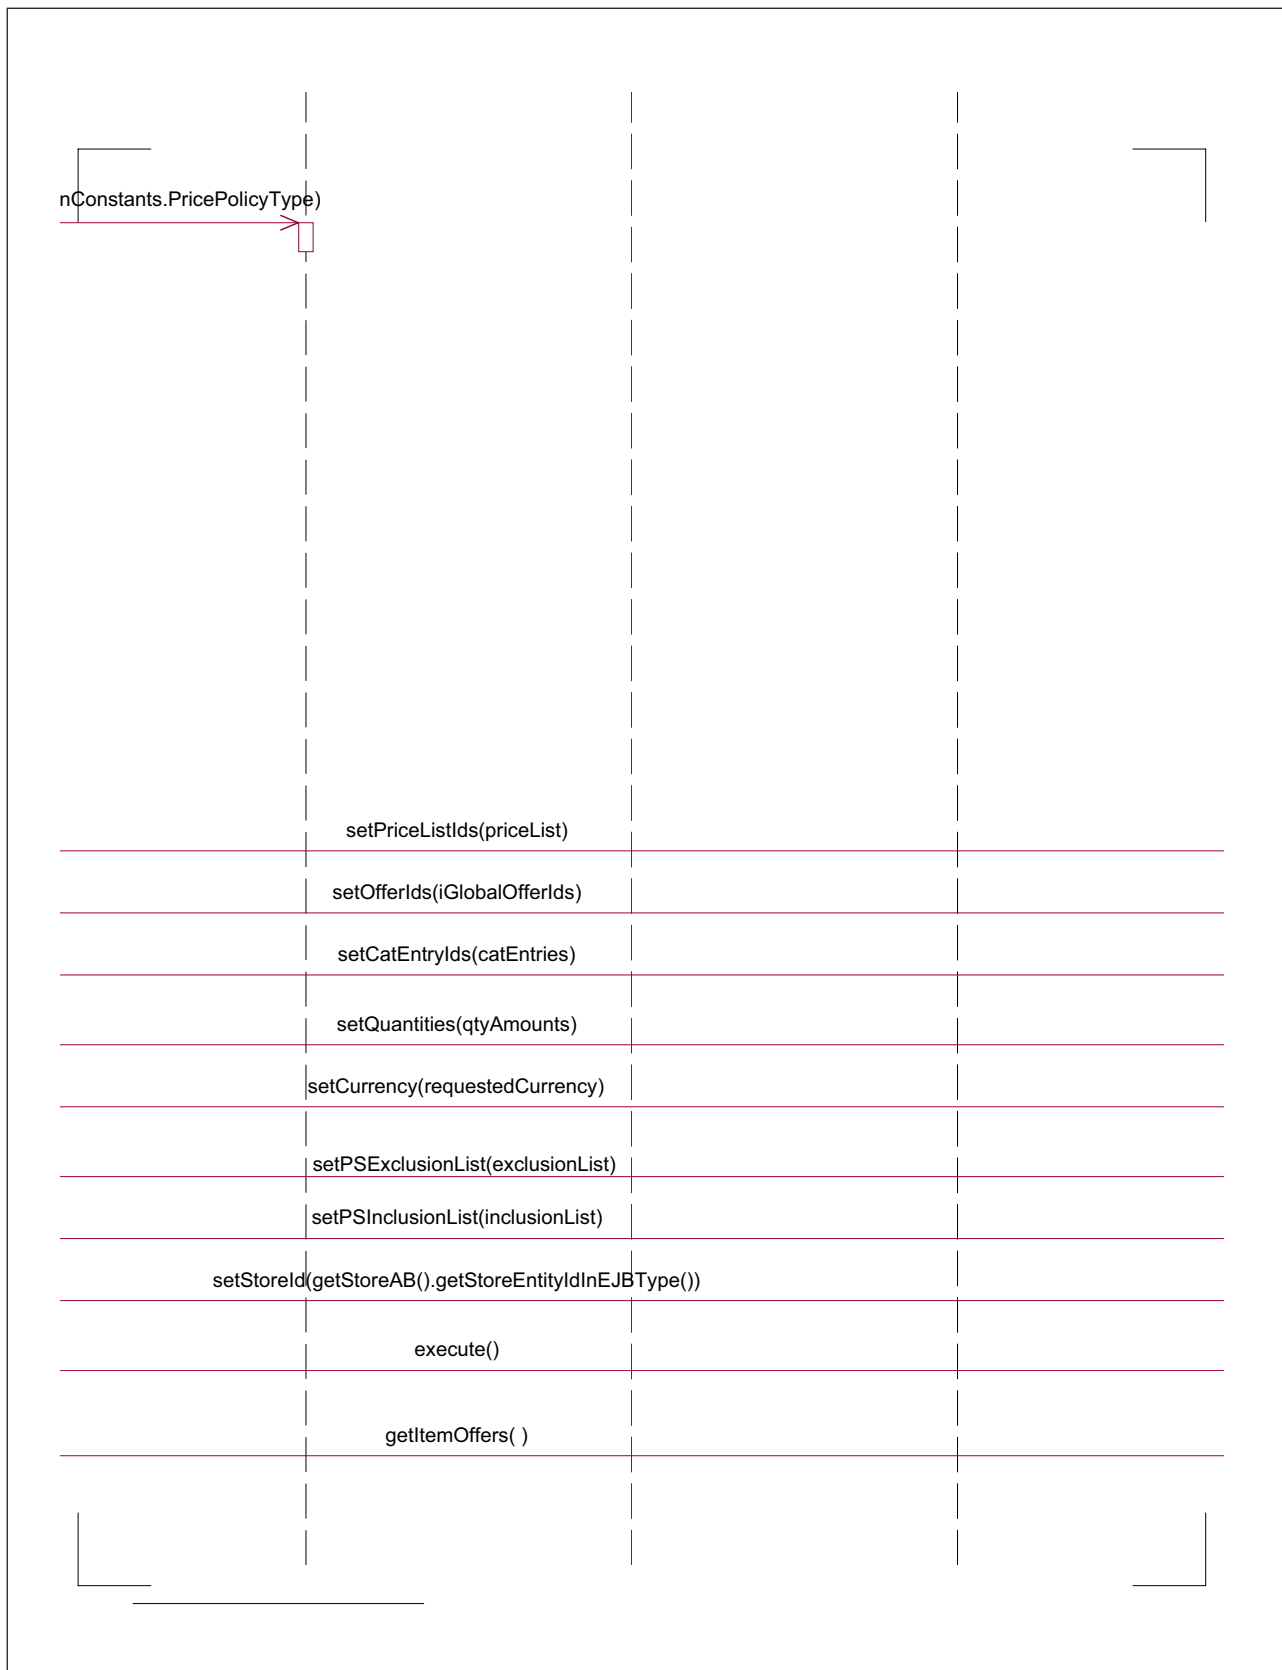 nConstants.PricePolicyType)
setPriceListIds(priceList)
setOfferIds(iGlobalOfferIds)
setCatEntryIds(catEntries)
setQuantities(qtyAmounts)
setCurrency(requestedCurrency)
setPSExclusionList(exclusionList)
setPSInclusionList(inclusionList)
setStoreId(getStoreAB().getStoreEntityIdInEJBType())
execute()
getItemOffers( )